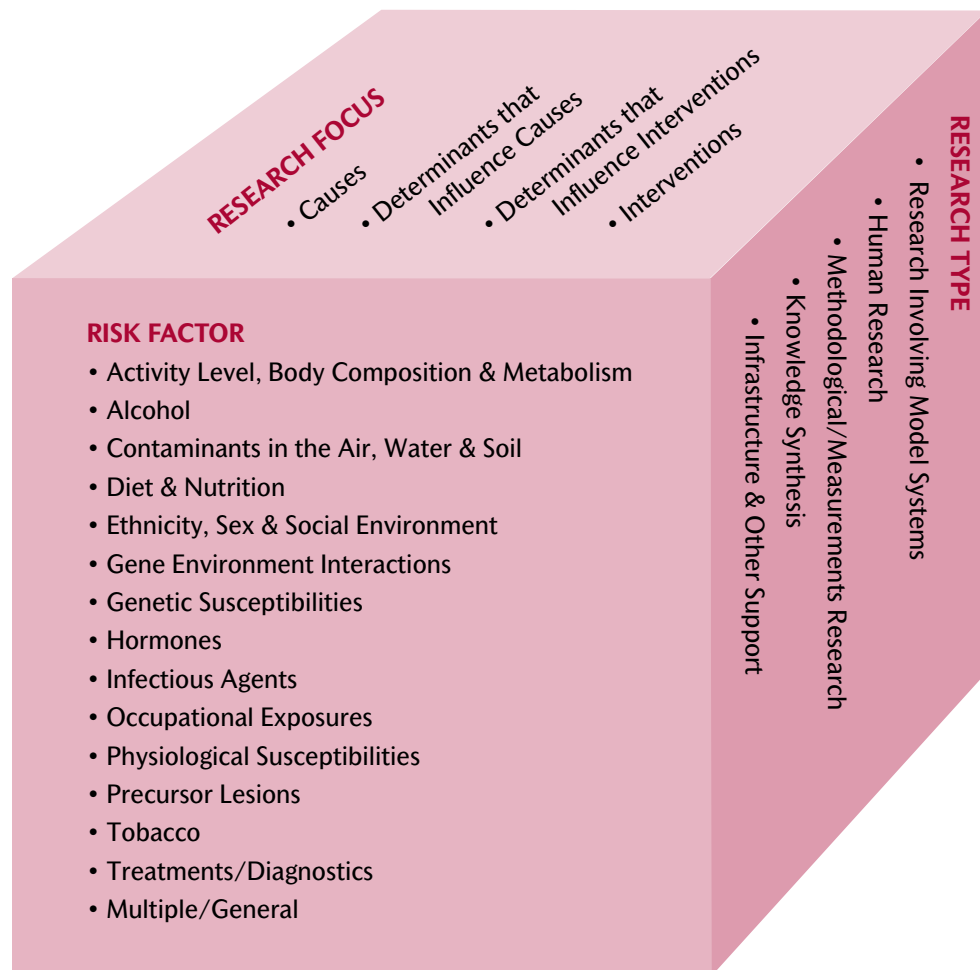 RESEARCH FOCUS
• Causes
• Determinants that
Influence Causes
• Determinants that
Influence Interventions
• Interventions
RESEARCH TYPE
• Research Involving Model Systems
• Human Research
• Methodological/Measurements Research
• Knowledge Synthesis
• Infrastructure & Other Support
RISK FACTOR
• Activity Level, Body Composition & Metabolism
• Alcohol
• Contaminants in the Air, Water & Soil
• Diet & Nutrition
• Ethnicity, Sex & Social Environment
• Gene Environment Interactions
• Genetic Susceptibilities
• Hormones
• Infectious Agents
• Occupational Exposures
• Physiological Susceptibilities
• Precursor Lesions
• Tobacco
• Treatments/Diagnostics
• Multiple/General